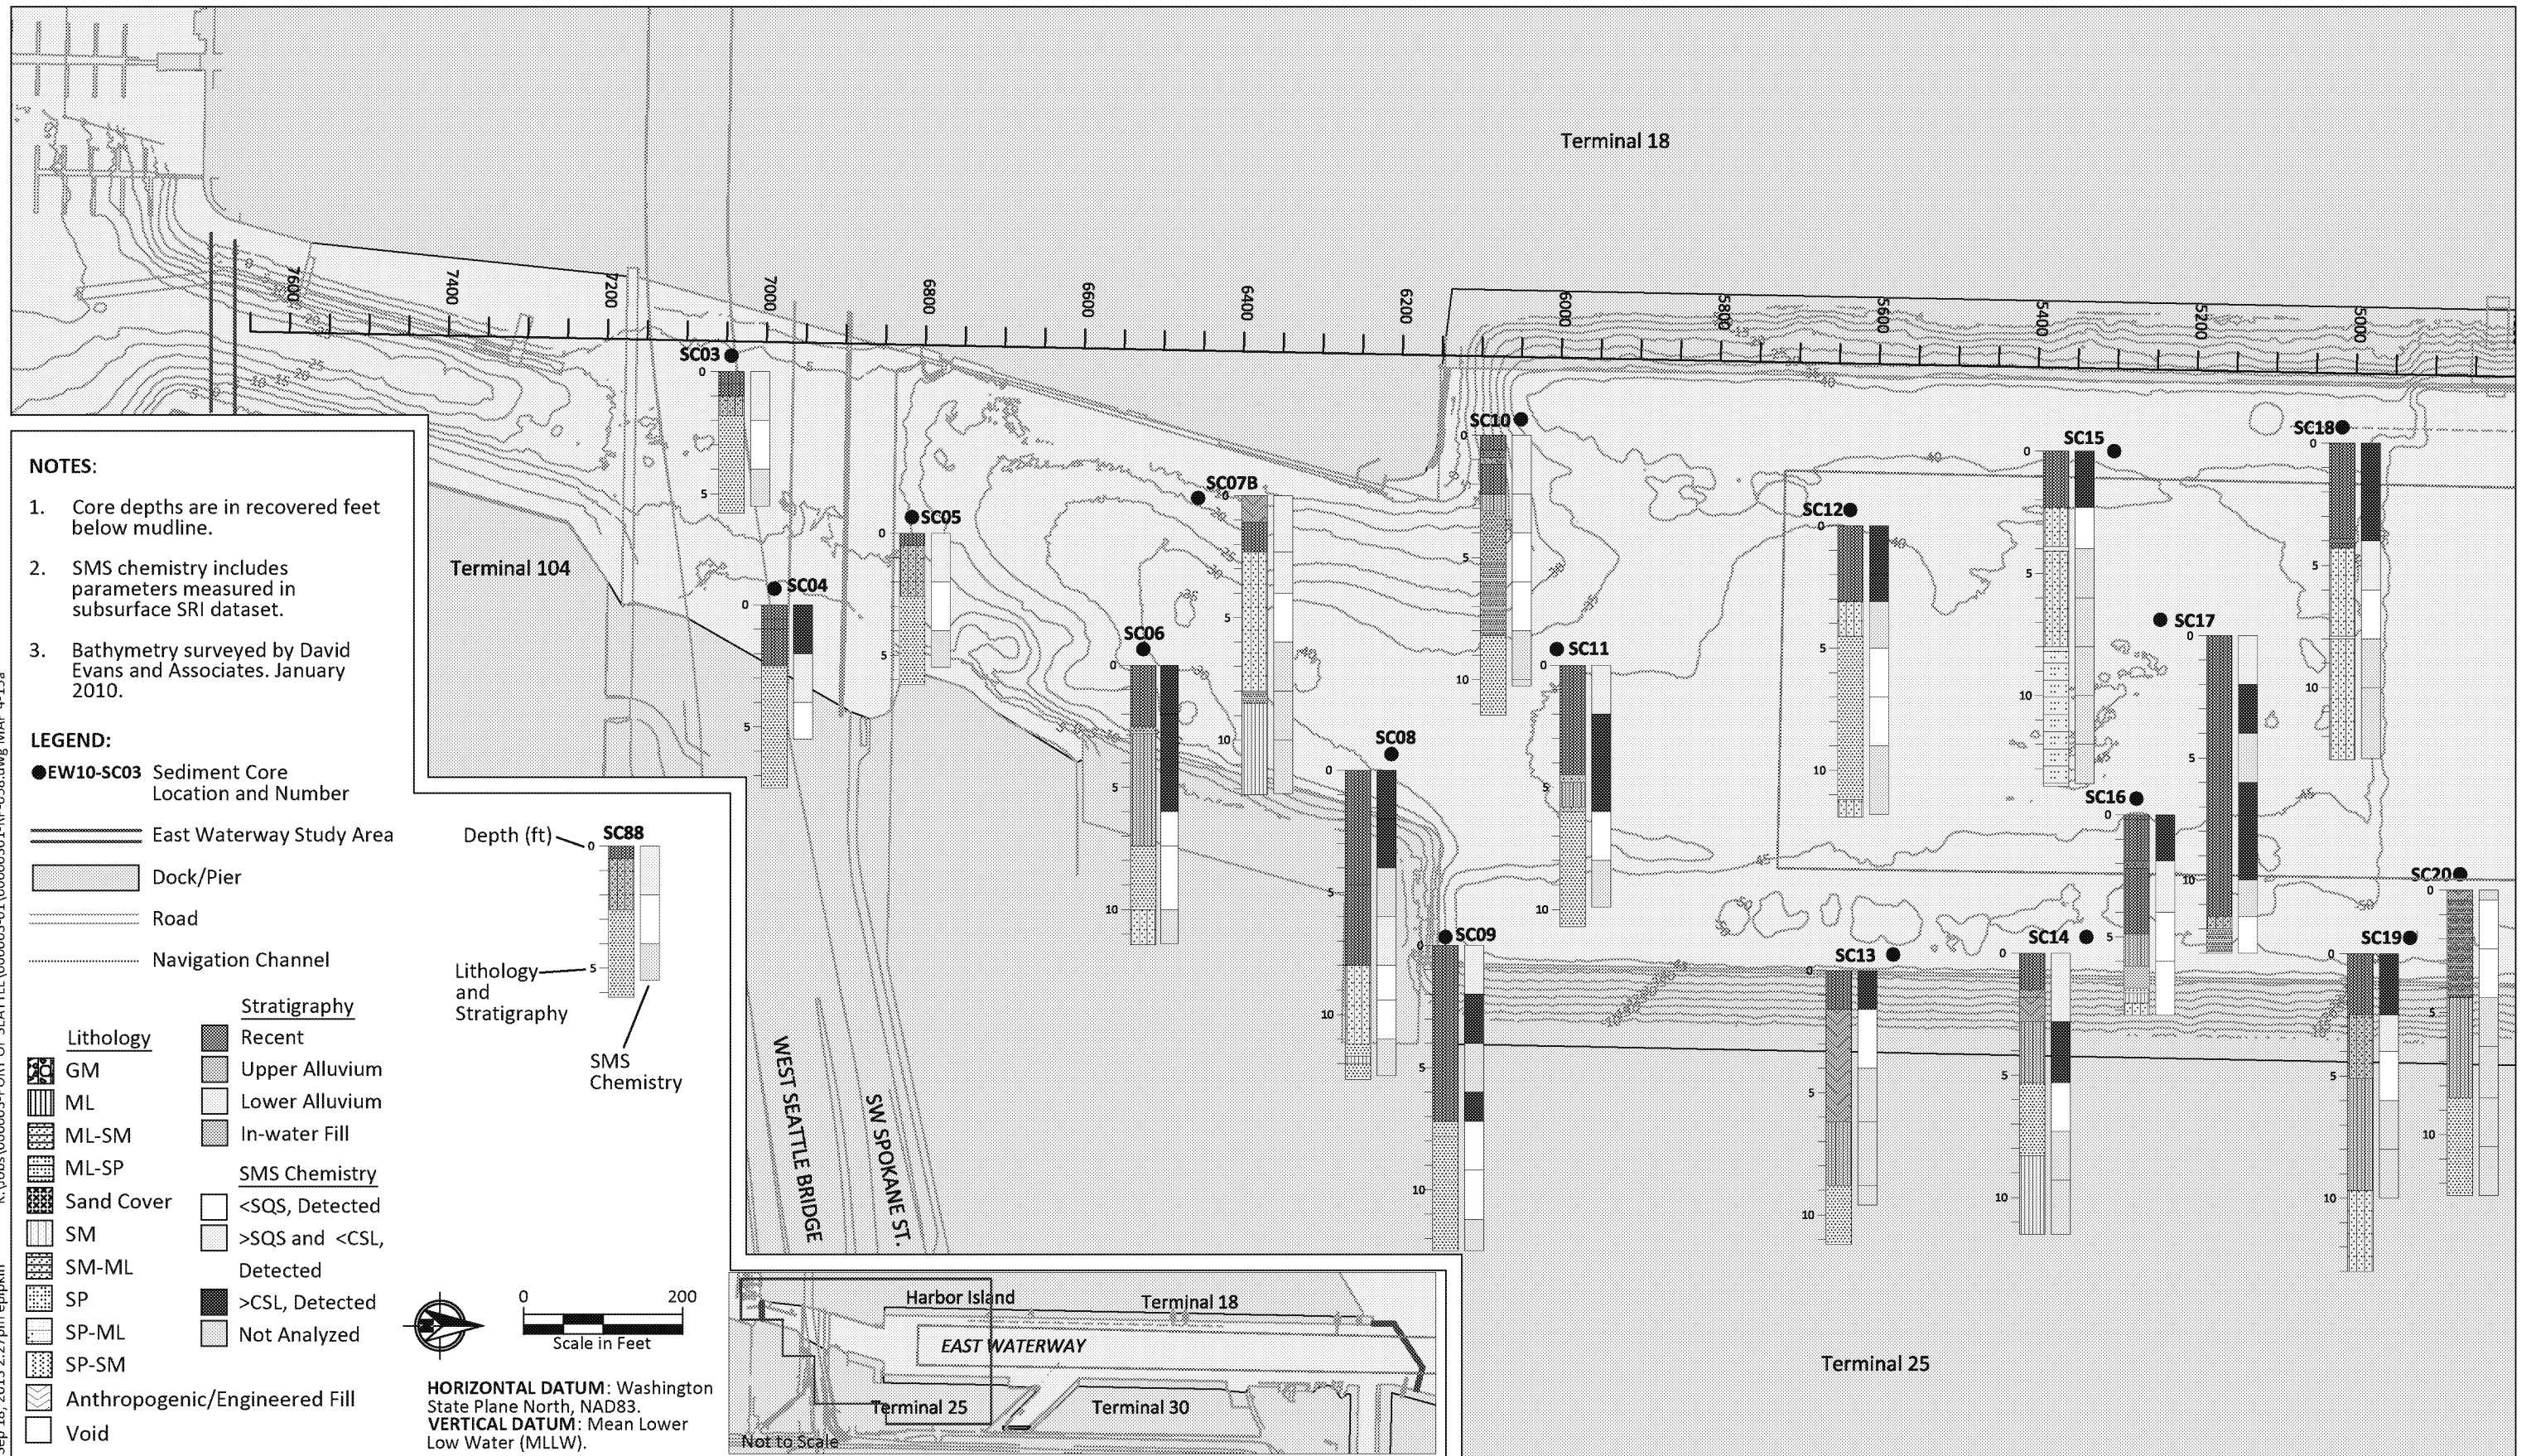 Terminal 18
7600
7400
7200
7000
6800
6600
6400
6200
6000
5800
5600
5400
5200
5000
SC03
SC04
SC05
SC06
SC07B
SC08
SC09
SC10
SC11
SC12
SC13
SC14
SC15
SC16
SC17
SC18
SC19
SC20
Terminal 104
WEST SEATTLE BRIDGE
SW SPOKANE ST.
Terminal 25
NOTES:
1. Core depths are in recovered feet
below mudline.
2. SMS chemistry includes
parameters measured in
subsurface SRI dataset.
3. Bathymetry surveyed by David
Evans and Associates. January
2010.
LEGEND:
EW10-SC03 Sediment Core
Location and Number
East Waterway Study Area
Dock/Pier
Road
Navigation Channel
Depth (ft)
SC88
0
5
Lithology
and
Stratigraphy
SMS
Chemistry
Lithology
GM
ML
ML-SM
ML-SP
Sand Cover
SM
SM-ML
SP
SP-ML
SP-SM
Anthropogenic/Engineered Fill
Void
Stratigraphy
Recent
Upper Alluvium
Lower Alluvium
In-water Fill
SMS Chemistry
<SQS, Detected
>SQS and <CSL,
Detected
>CSL, Detected
Not Analyzed
0 200
Scale in Feet
HORIZONTAL DATUM: Washington
State Plane North, NAD83.
VERTICAL DATUM: Mean Lower
Low Water (MLLW).
Harbor Island
Terminal 18
EAST WATERWAY
Terminal 25
Terminal 30
Not to Scale